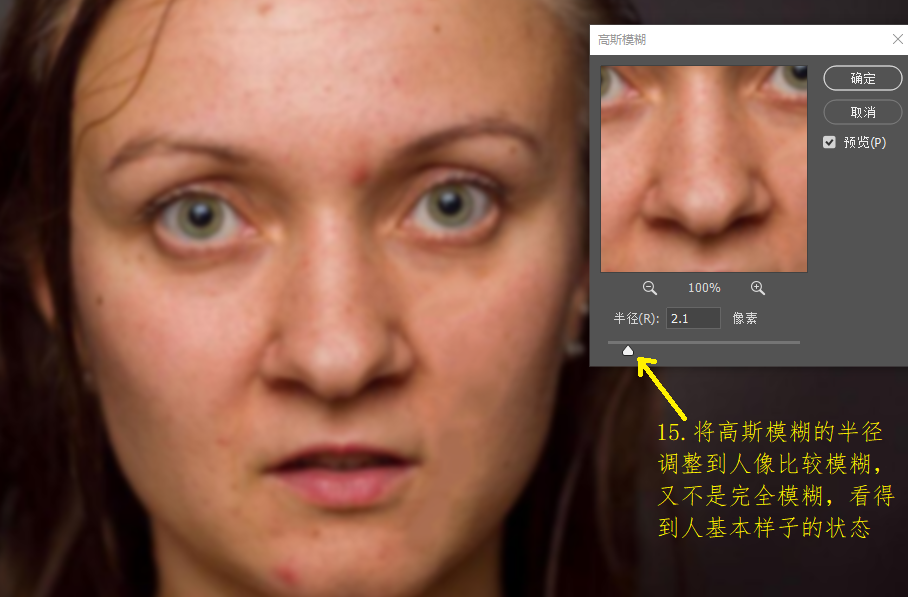 高斯模糊
确定
取消
预览(P)
100%
半径(R): 2.1 像素
15.将高斯模糊的半径
调整到人像比较模糊，
又不是完全模糊，看得
到人基本样子的状态